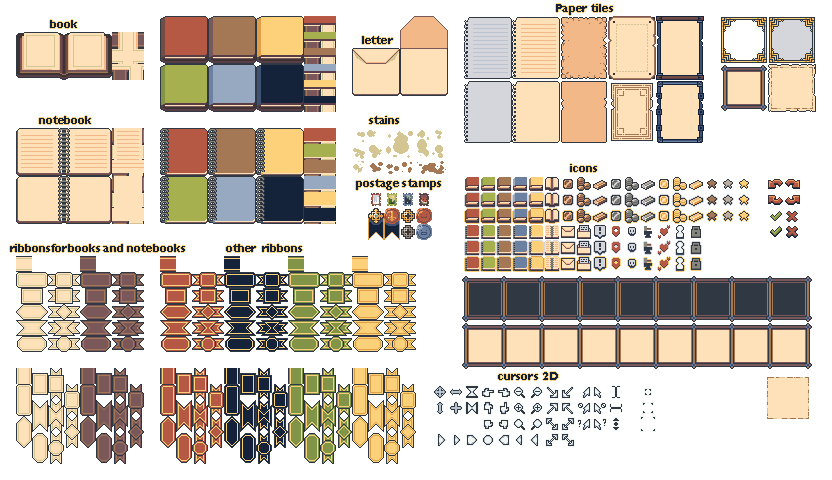 Paper tiles
book
letter
notebook
stains
icons
postage stamps
ribbonsforbooks and notebooks
other ribbons
cursors 2D